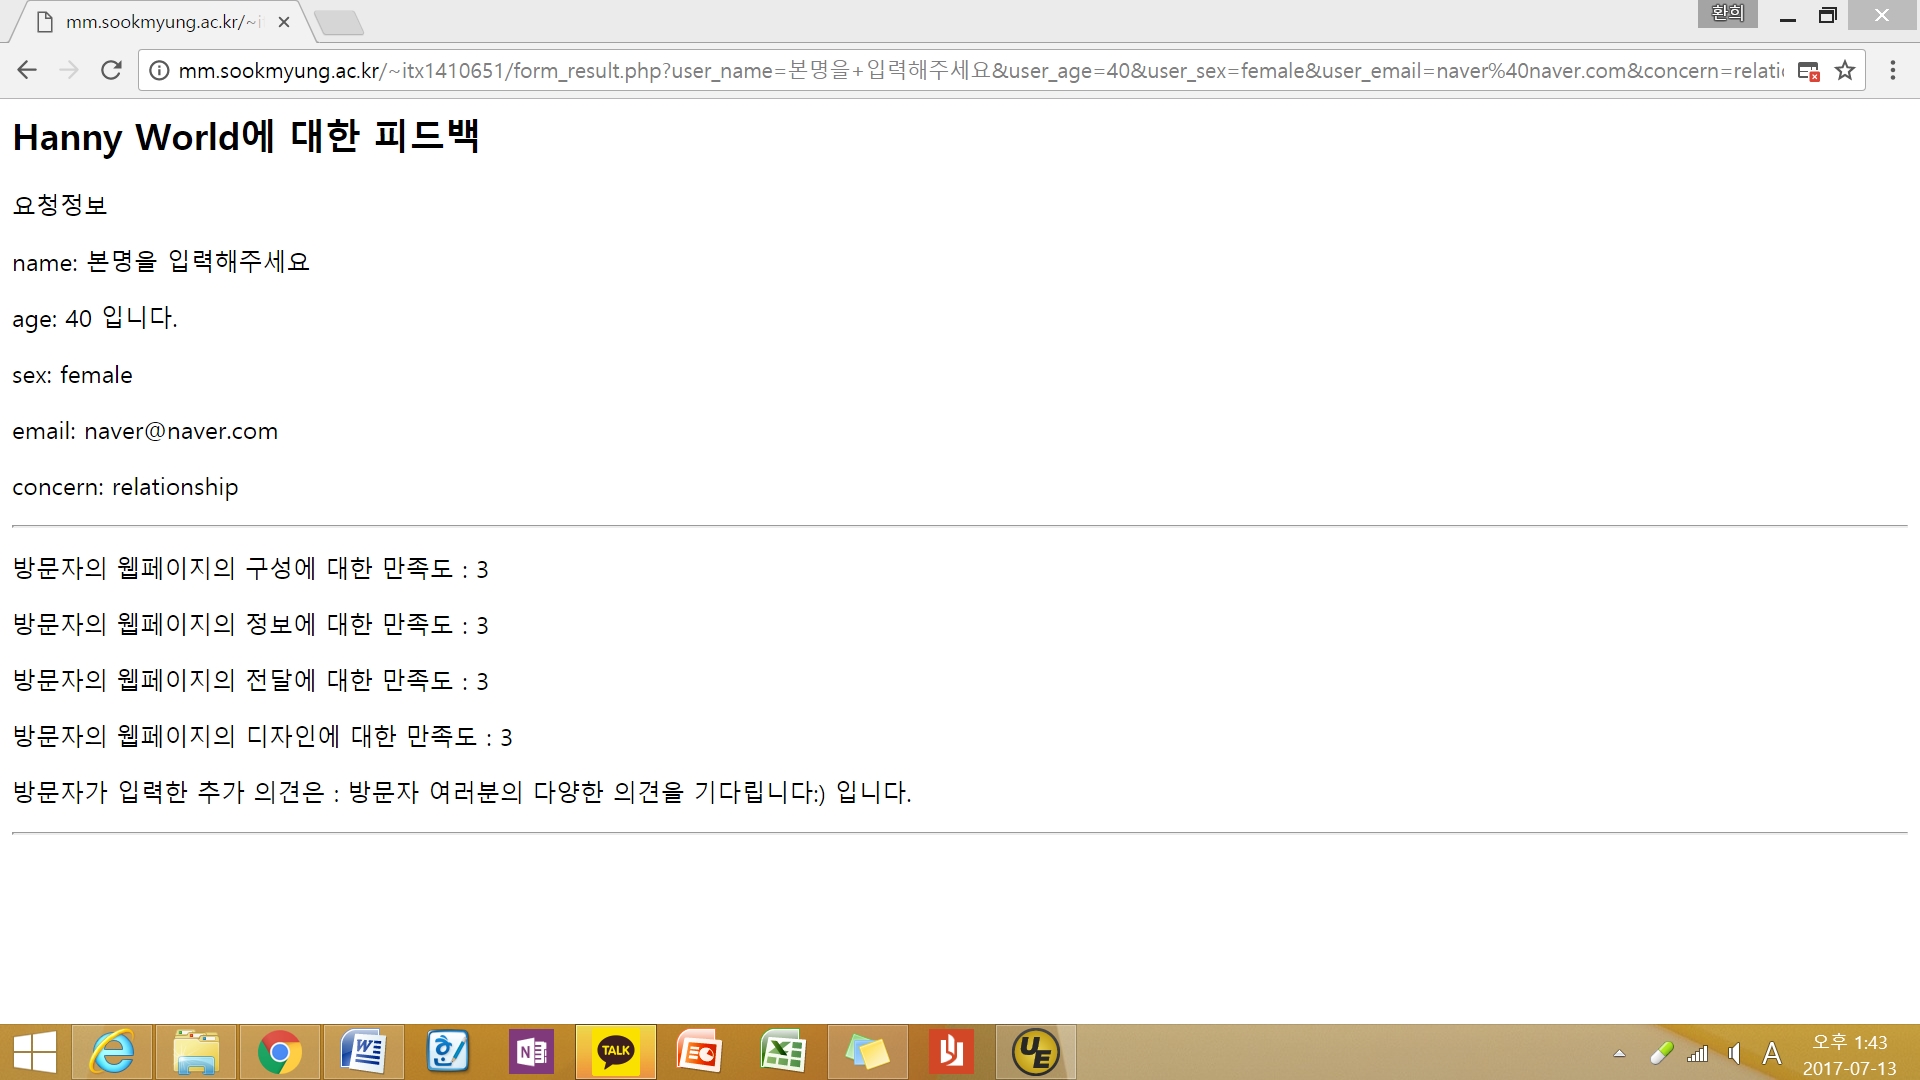 mm.sookmyung.ac.kr/~i
환희
mm.sookmyung.ac.kr/~itx1410651/form_result.php?user_name=본명을+입력해주세요&user_age=40&user_sex=female&user_email=naver%40naver.com&concern=relati
Hanny World에 대한 피드백
요청정보
name: 본명을 입력해주세요
age: 40 입니다.
sex: female
email: naver@naver.com
concern: relationship
방문자의 웹페이지의 구성에 대한 만족도 : 3
방문자의 웹페이지의 정보에 대한 만족도 : 3
방문자의 웹페이지의 전달에 대한 만족도 : 3
방문자의 웹페이지의 디자인에 대한 만족도 : 3
방문자가 입력한 추가 의견은 : 방문자 여러분의 다양한 의견을 기다립니다:) 입니다.
TALK
UE
A
오후 1:43
2017-07-13